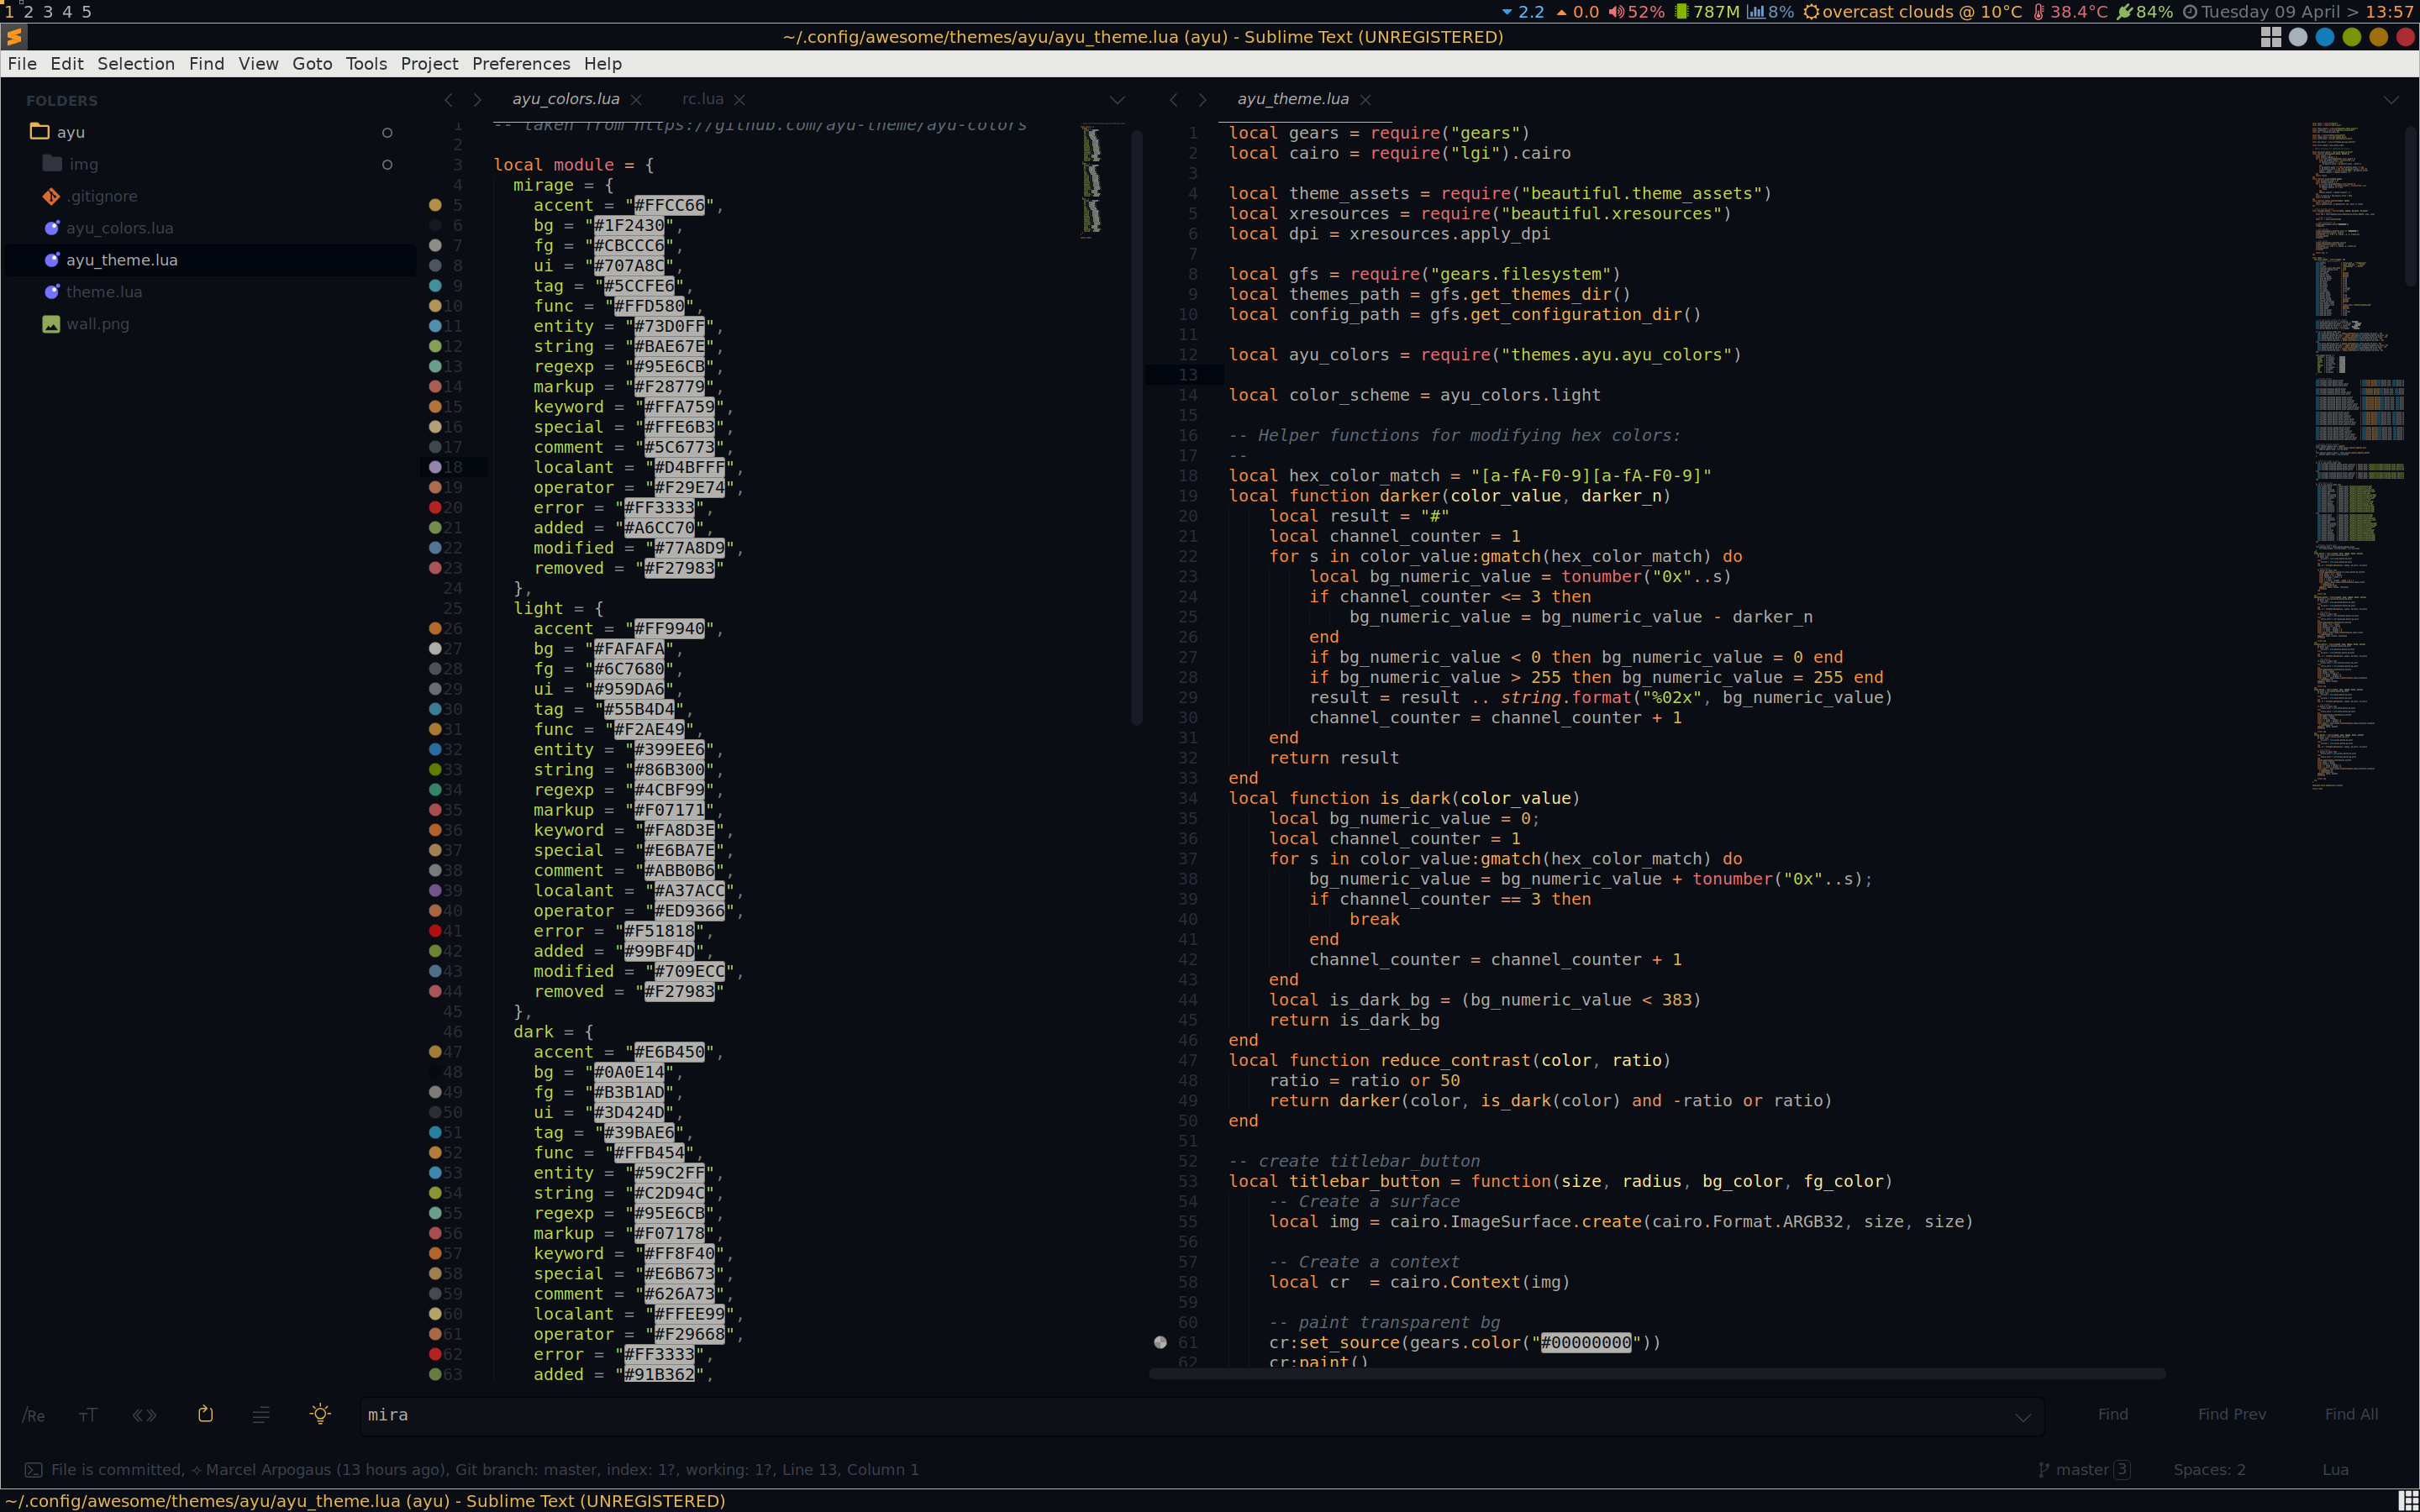 1 2 3 4 5
2.2 0.0 52% 787M 8% overcast clouds @ 10°C 38.4°C 84% Tuesday 09 April > 13:57
~/.config/awesome/themes/ayu/ayu_theme.lua (ayu) - Sublime Text (UNREGISTERED)
File Edit Selection Find View Goto Tools Project Preferences Help
FOLDERS
ayu
img
.gitignore
ayu_colors.lua
ayu_theme.lua
theme.lua
wall.png
ayu_colors.lua rc.lua
1 -- taken from https://github.com/ayu-theme/ayu-colors
2
3 local module = {
4 mirage = {
5 accent = "#FFCC66",
6 bg = "#1F2430",
7 fg = "#CBCCC6",
8 ui = "#707A8C",
9 tag = "#5CCFE6",
10 func = "#FFD580",
11 entity = "#73D0FF",
12 string = "#BAE67E",
13 regexp = "#95E6CB",
14 markup = "#F28779",
15 keyword = "#FFA759",
16 special = "#FFE6B3",
17 comment = "#5C6773",
18 localant = "#D4BFFF",
19 operator = "#F29E74",
20 error = "#FF3333",
21 added = "#A6CC70",
22 modified = "#77A8D9",
23 removed = "#F27983"
24 },
25 light = {
26 accent = "#FF9940",
27 bg = "#FAFAFA",
28 fg = "#6C7680",
29 ui = "#959DA6",
30 tag = "#55B4D4",
31 func = "#F2AE49",
32 entity = "#399EE6",
33 string = "#86B300",
34 regexp = "#4CBF99",
35 markup = "#F07171",
36 keyword = "#FA8D3E",
37 special = "#E6BA7E",
38 comment = "#ABB0B6",
39 localant = "#A37ACC",
40 operator = "#ED9366",
41 error = "#F51818",
42 added = "#99BF4D",
43 modified = "#709ECC",
44 removed = "#F27983"
45 },
46 dark = {
47 accent = "#E6B450",
48 bg = "#0A0E14",
49 fg = "#B3B1AD",
50 ui = "#3D424D",
51 tag = "#39BAE6",
52 func = "#FFB454",
53 entity = "#59C2FF",
54 string = "#C2D94C",
55 regexp = "#95E6CB",
56 markup = "#F07178",
57 keyword = "#FF8F40",
58 special = "#E6B673",
59 comment = "#626A73",
60 localant = "#FFEE99",
61 operator = "#F29668",
62 error = "#FF3333",
63 added = "#91B362",
ayu_theme.lua
1 local gears = require("gears")
2 local cairo = require("lgi").cairo
3
4 local theme_assets = require("beautiful.theme_assets")
5 local xresources = require("beautiful.xresources")
6 local dpi = xresources.apply_dpi
7
8 local gfs = require("gears.filesystem")
9 local themes_path = gfs.get_themes_dir()
10 local config_path = gfs.get_configuration_dir()
11
12 local ayu_colors = require("themes.ayu.ayu_colors")
13
14 local color_scheme = ayu_colors.light
15
16 -- Helper functions for modifying hex colors:
17 --
18 local hex_color_match = "[a-fA-F0-9][a-fA-F0-9]"
19 local function darker(color_value, darker_n)
20 local result = "#"
21 local channel_counter = 1
22 for s in color_value:gmatch(hex_color_match) do
23 local bg_numeric_value = tonumber("0x"..s)
24 if channel_counter <= 3 then
25 bg_numeric_value = bg_numeric_value - darker_n
26 end
27 if bg_numeric_value < 0 then bg_numeric_value = 0 end
28 if bg_numeric_value > 255 then bg_numeric_value = 255 end
29 result = result .. string.format("%02x", bg_numeric_value)
30 channel_counter = channel_counter + 1
31 end
32 return result
33 end
34 local function is_dark(color_value)
35 local bg_numeric_value = 0;
36 local channel_counter = 1
37 for s in color_value:gmatch(hex_color_match) do
38 bg_numeric_value = bg_numeric_value + tonumber("0x"..s);
39 if channel_counter == 3 then
40 break
41 end
42 channel_counter = channel_counter + 1
43 end
44 local is_dark_bg = (bg_numeric_value < 383)
45 return is_dark_bg
46 end
47 local function reduce_contrast(color, ratio)
48 ratio = ratio or 50
49 return darker(color, is_dark(color) and -ratio or ratio)
50 end
51
52 -- create titlebar_button
53 local titlebar_button = function(size, radius, bg_color, fg_color)
54 -- Create a surface
55 local img = cairo.ImageSurface.create(cairo.Format.ARGB32, size, size)
56
57 -- Create a context
58 local cr  = cairo.Context(img)
59
60 -- paint transparent bg
61 cr:set_source(gears.color("#00000000"))
62 cr:paint()
/Re TT mira Find Find Prev Find All
File is committed, Marcel Arpogaus (13 hours ago), Git branch: master, index: 1?, working: 1?, Line 13, Column 1 master 3 Spaces: 2 Lua
~/.config/awesome/themes/ayu/ayu_theme.lua (ayu) - Sublime Text (UNREGISTERED)